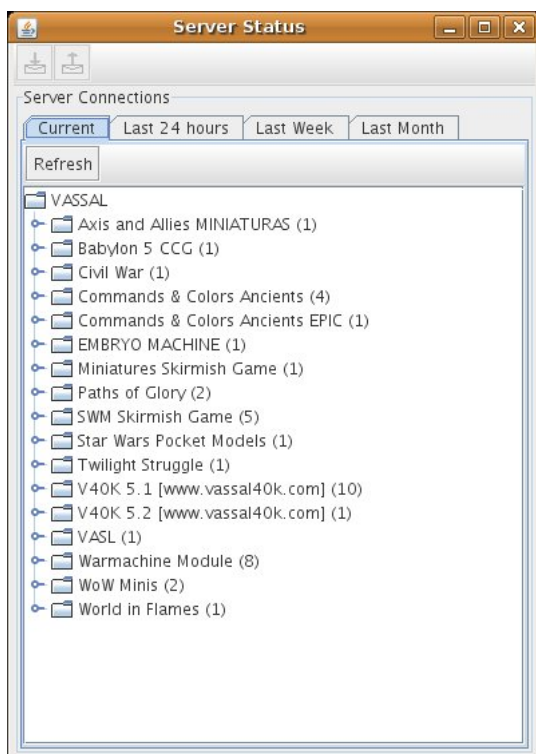 Server Status
Server Connections
Current Last 24 hours Last Week Last Month
Refresh
VASSAL
Axis and Allies MINIATURAS (1)
Babylon 5 CCG (1)
Civil War (1)
Commands & Colors Ancients (4)
Commands & Colors Ancients EPIC (1)
EMBRYO MACHINE (1)
Miniatures Skirmish Game (1)
Paths of Glory (2)
SWM Skirmish Game (5)
Star Wars Pocket Models (1)
Twilight Struggle (1)
V40K 5.1 [www.vassal40k.com] (10)
V40K 5.2 [www.vassal40k.com] (1)
VASL (1)
Warmachine Module (8)
WoW Minis (2)
World in Flames (1)